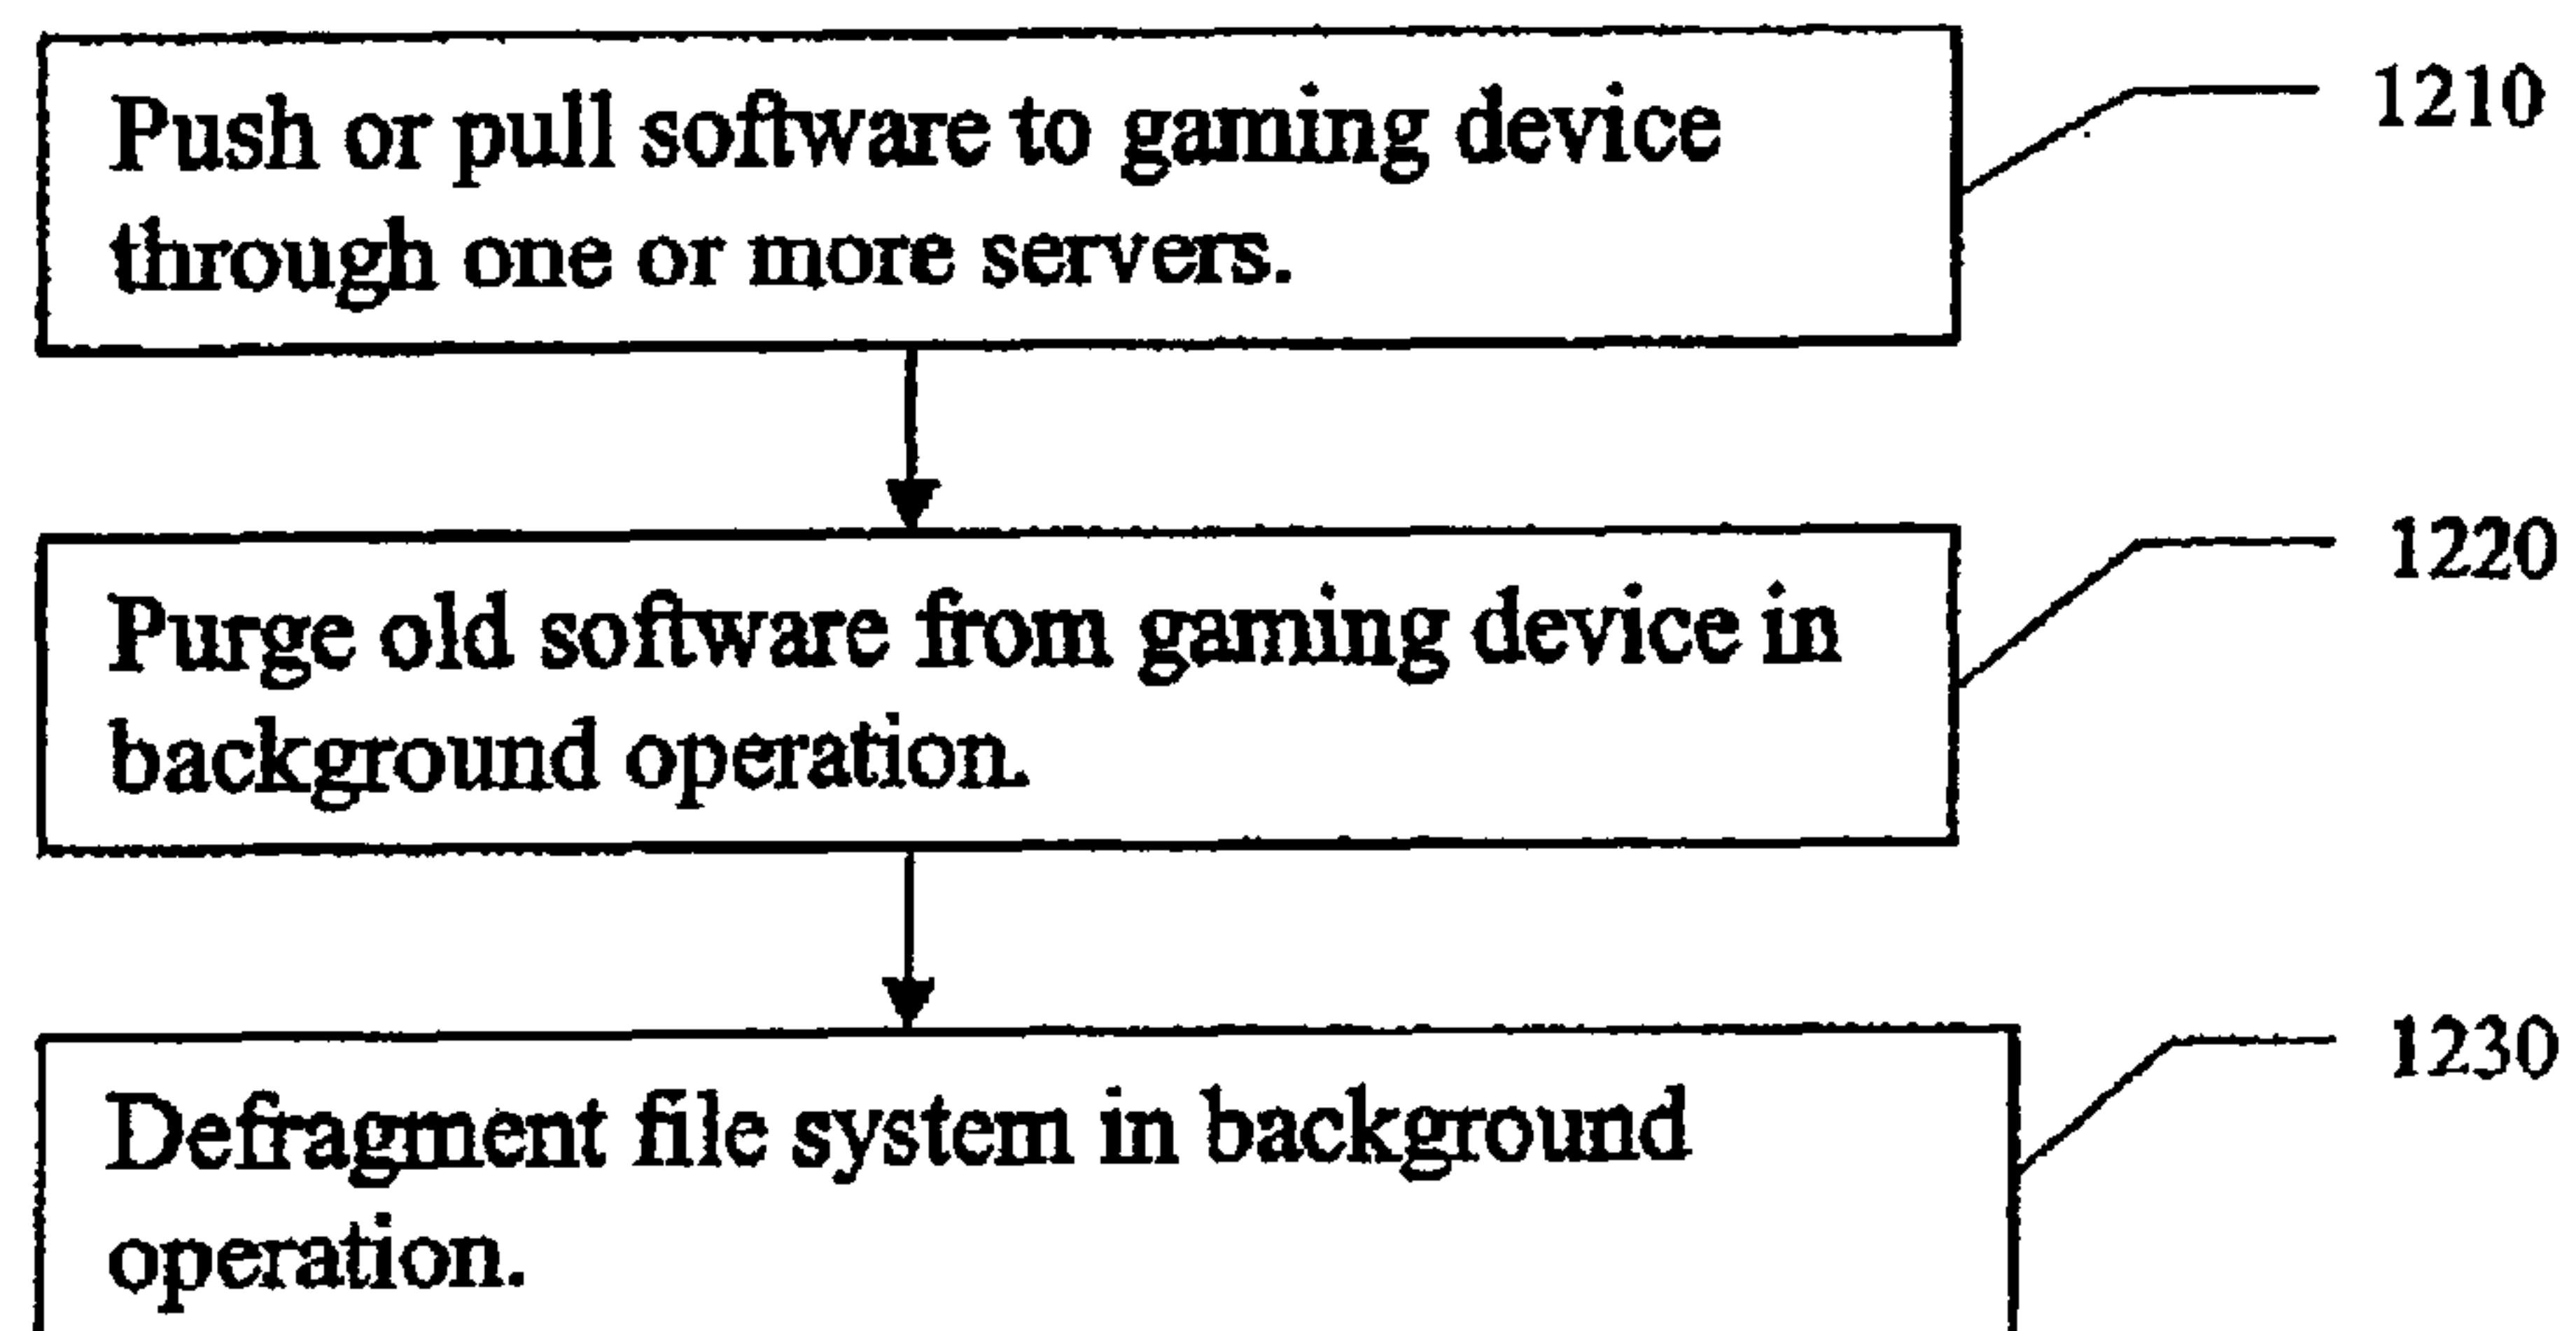 Push or pull software to gaming device
through one or more servers.
1210
Purge old software from gaming device in
background operation.
1220
Defragment file system in background
operation.
1230